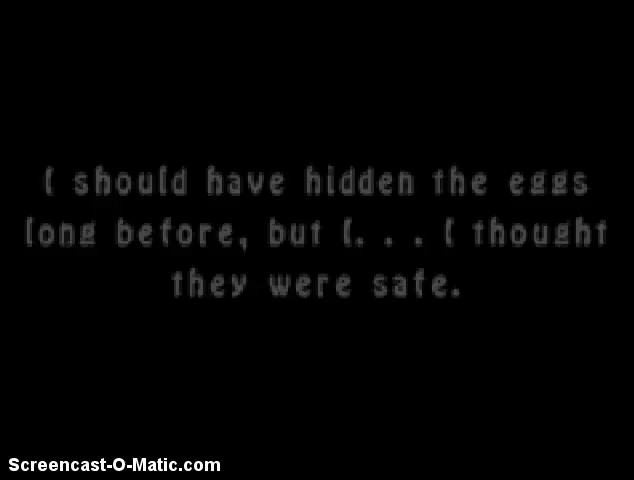 I should have hidden the eggs
long before, but I. . . I thought
they were safe.
Screencast-O-Matic.com